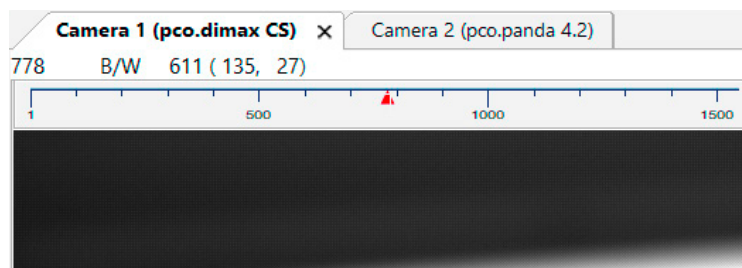 Camera 1 (pco.dimax CS) × Camera 2 (pco.panda 4.2)
778 B/W 611 ( 135, 27)
1 500 1000 1500